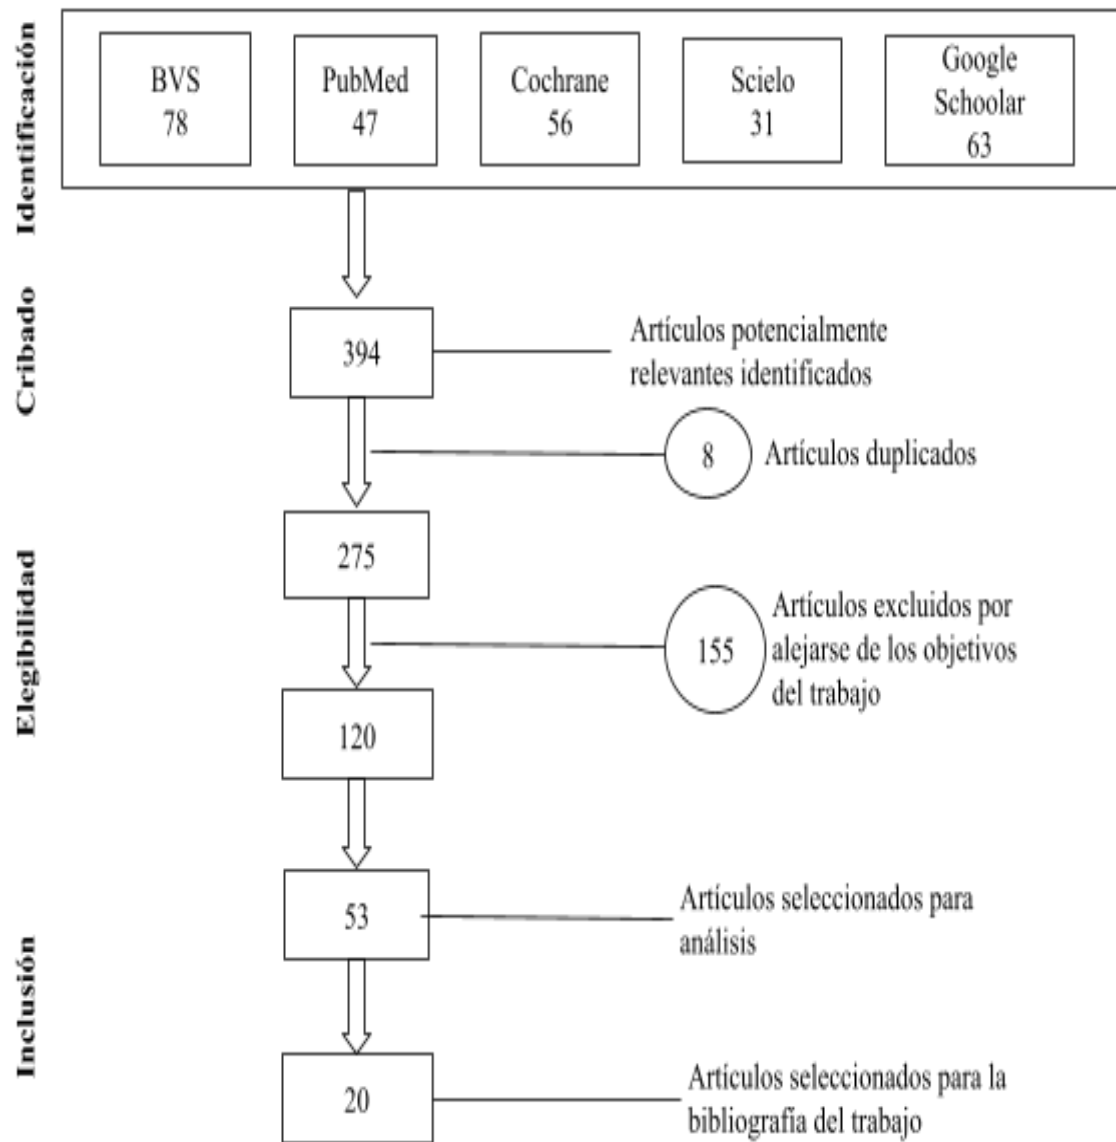 Identificación
BVS
78
PubMed
47
Cochrane
56
Scielo
31
Google
Schoolar
63
Cribado
394
Artículos potencialmente
relevantes identificados
8
Artículos duplicados
Elegibilidad
275
155
Artículos excluidos por
alejarse de los objetivos
del trabajo
120
Inclusión
53
Artículos seleccionados para
análisis
20
Artículos seleccionados para la
bibliografía del trabajo